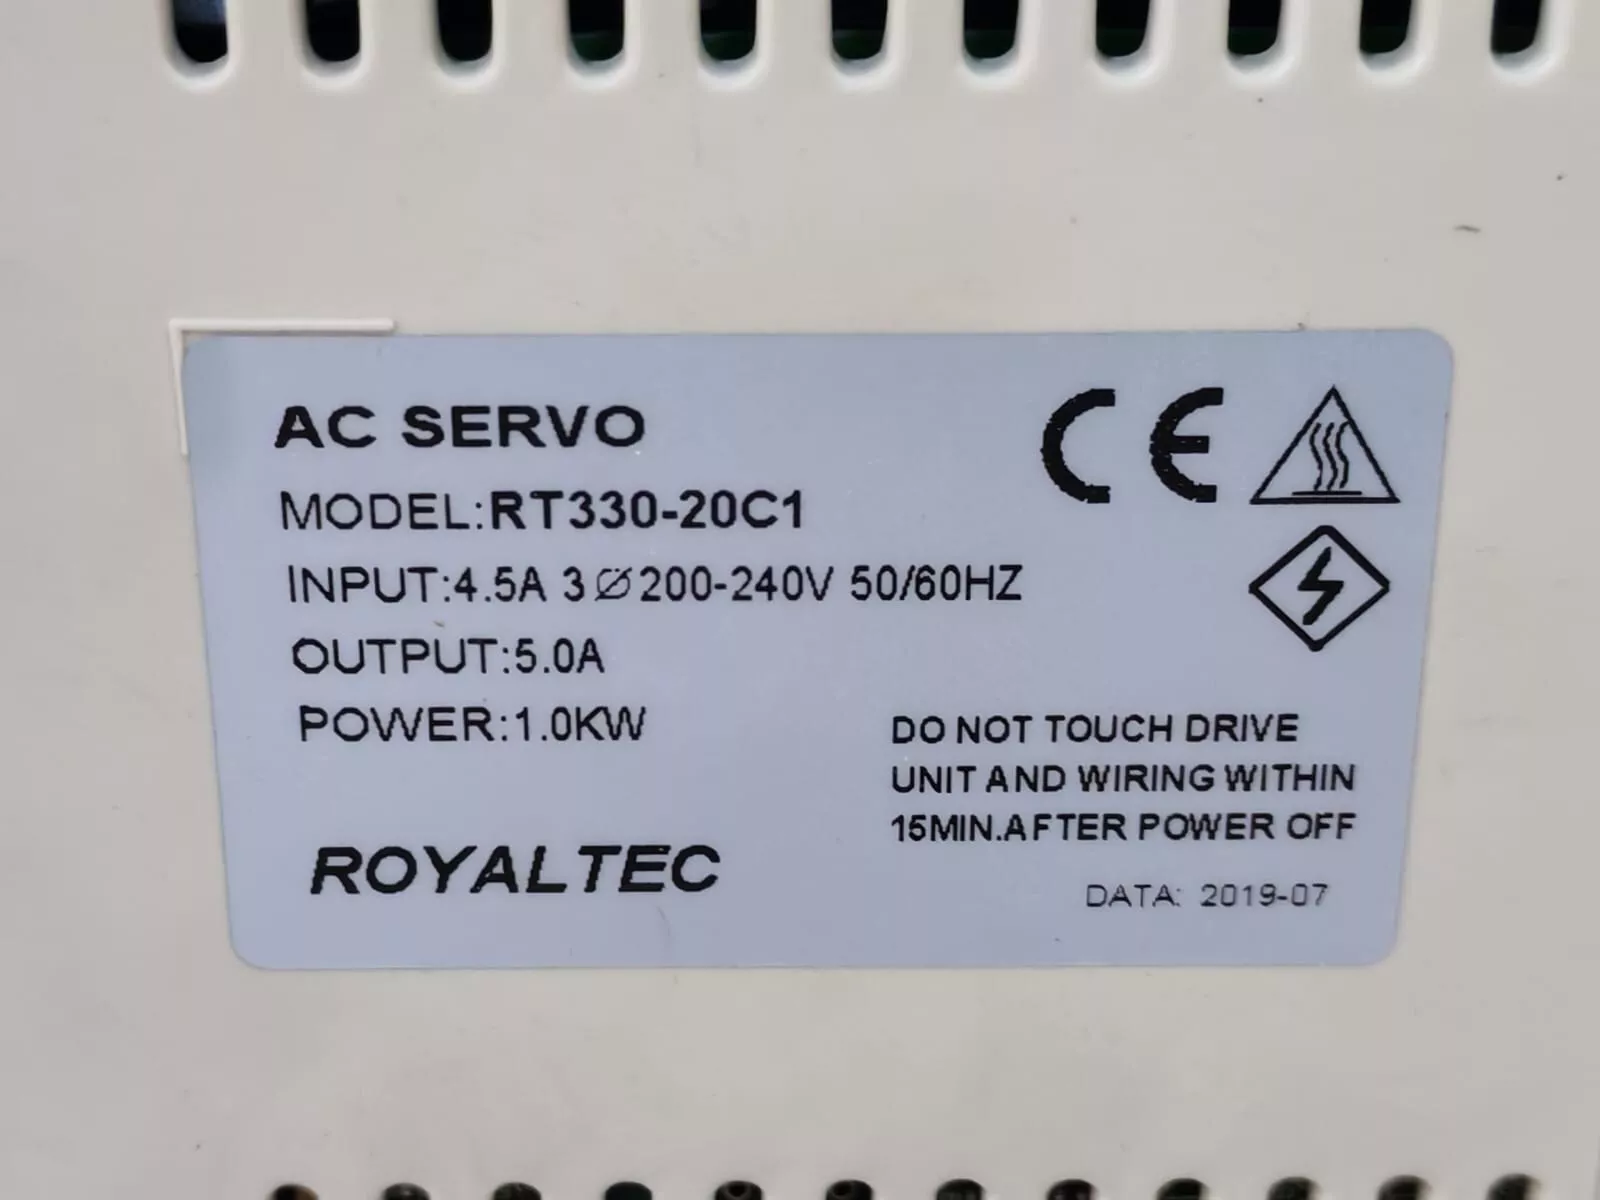 AC SERVO
CE
MODEL:RT330-20C1
INPUT:4.5A 3∅200-240V 50/60HZ
OUTPUT:5.0A
POWER:1.0KW
DO NOT TOUCH DRIVE
UNIT AND WIRING WITHIN
15MIN.AFTER POWER OFF
ROYALTEC
DATA: 2019-07